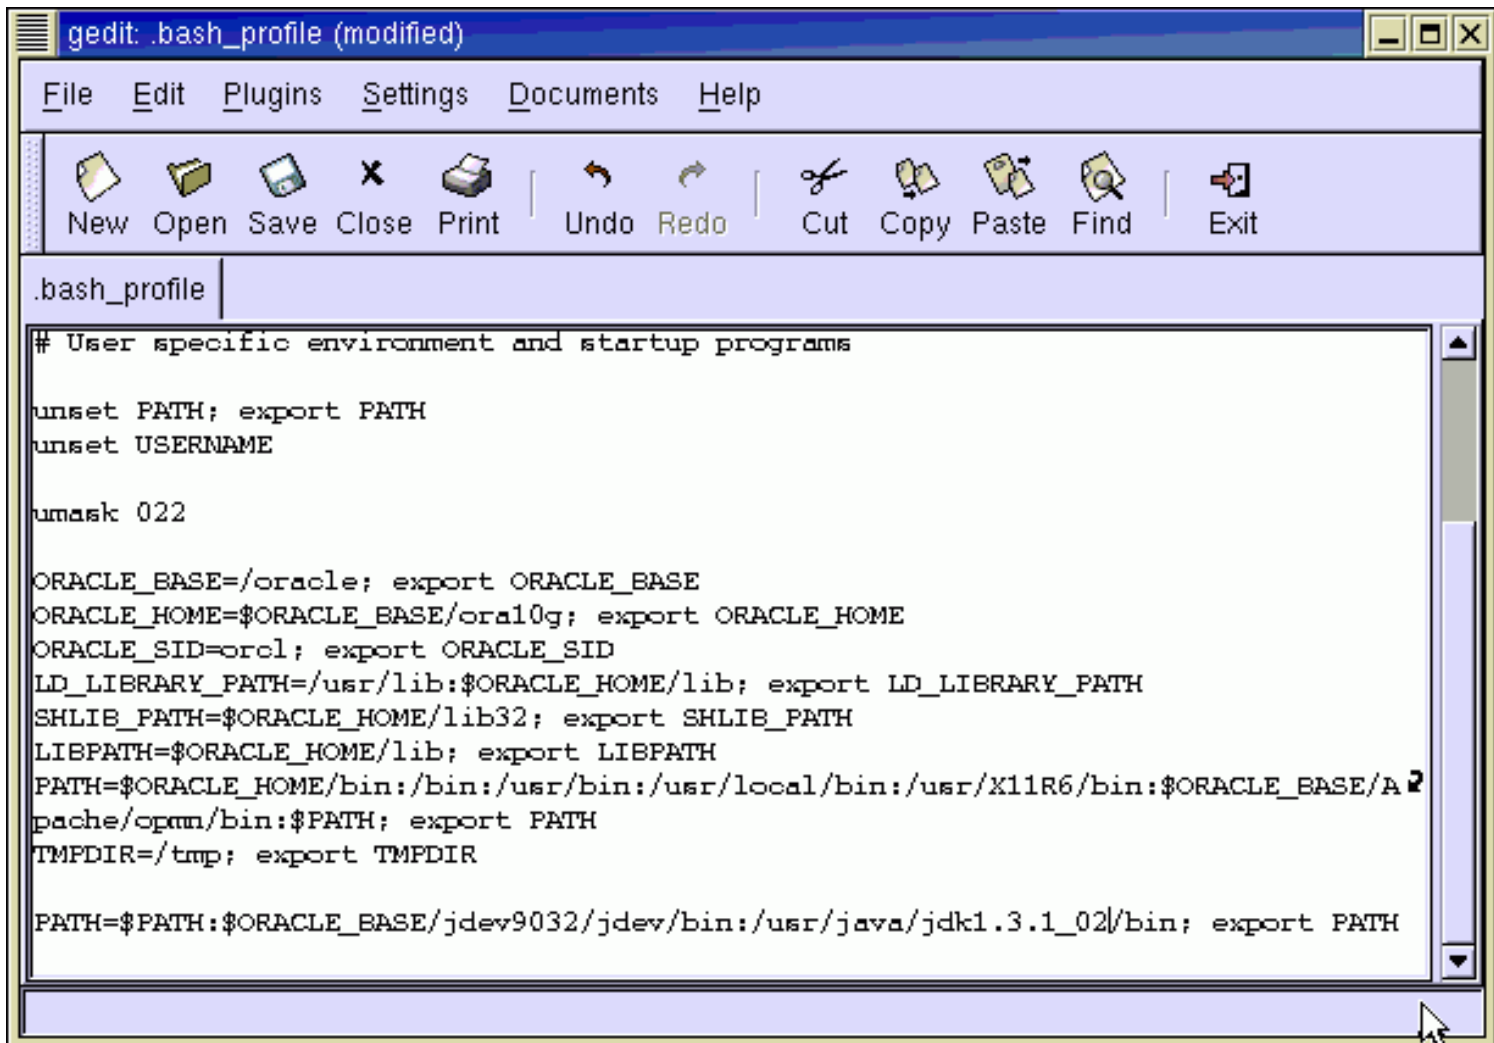 gedit: .bash_profile (modified)
File Edit Plugins Settings Documents Help
New Open Save Close Print Undo Redo Cut Copy Paste Find Exit
.bash_profile
# User specific environment and startup programs
unset PATH; export PATH
unset USERNAME
umask 022
ORACLE_BASE=/oracle; export ORACLE_BASE
ORACLE_HOME=$ORACLE_BASE/ora10g; export ORACLE_HOME
ORACLE_SID=orcl; export ORACLE_SID
LD_LIBRARY_PATH=/usr/lib:$ORACLE_HOME/lib; export LD_LIBRARY_PATH
SHLIB_PATH=$ORACLE_HOME/lib32; export SHLIB_PATH
LIBPATH=$ORACLE_HOME/lib; export LIBPATH
PATH=$ORACLE_HOME/bin:/bin:/usr/bin:/usr/local/bin:/usr/X11R6/bin:$ORACLE_BASE/A
pache/opmn/bin:$PATH; export PATH
TMPDIR=/tmp; export TMPDIR
PATH=$PATH:$ORACLE_BASE/jdev9032/jdev/bin:/usr/java/jdk1.3.1_02/bin; export PATH